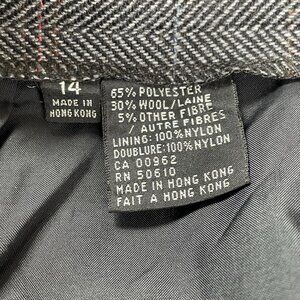 14
MADE IN
HONG KONG
65% POLYESTER
30% WOOL/LAINE
5% OTHER FIBRE
/ AUTRE FIBRES
LINING: 100% NYLON
DOUBLURE: 100% NYLON
CA 00962
RN 50610
MADE IN HONG KONG
FAIT A HONG KONG